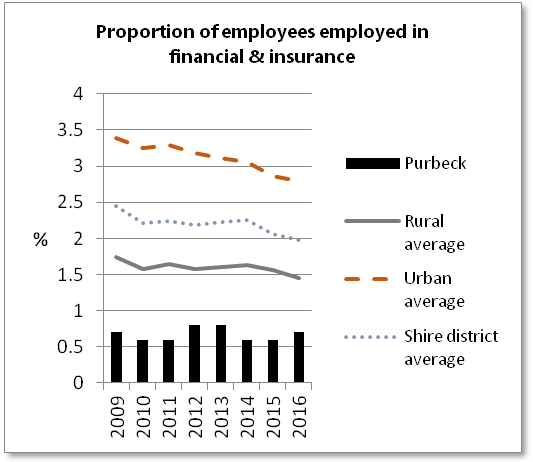 Proportion of employees employed in
financial & insurance
4
3.5
3
2.5
2
1.5
1
0.5
0
%
2009
2010
2011
2012
2013
2014
2015
2016
Purbeck
Rural
average
Urban
average
Shire district
average